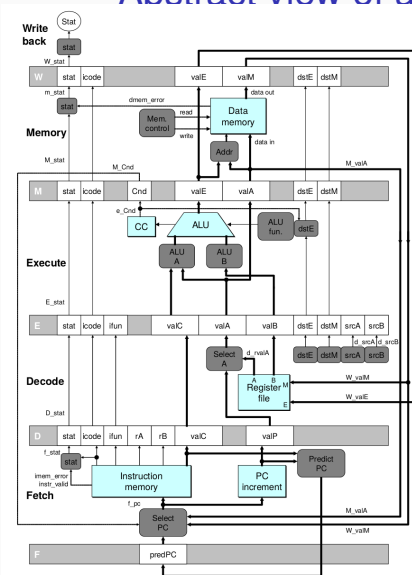 Abstract view of a
Stat
Write
back
stat
W_stat
W stat icode valE valM dstE dstM
m_stat
data out
dmem_error
stat
read
Mem.
control
write
Data
memory
Memory
Addr
data in
M_stat
M_Cnd
M_valA
M stat icode Cnd valE valA dstE dstM
e_Cnd
CC
ALU
ALU
fun.
dstE
ALU
A
ALU
B
Execute
E_stat
E stat icode ifun valC valA valB dstE dstM srcA srcB
d_srcA d_srcB
Select
A
d_rvalA
dstE dstM srcA srcB
A B
M
Register
file
E
W_valM
W_valE
Decode
D_stat
D stat icode ifun rA rB valC valP
f_stat
stat
Predict
PC
imem_error
instr_valid
Instruction
memory
PC
increment
Fetch
f_pc
M_valA
Select
PC
W_valM
F predPC